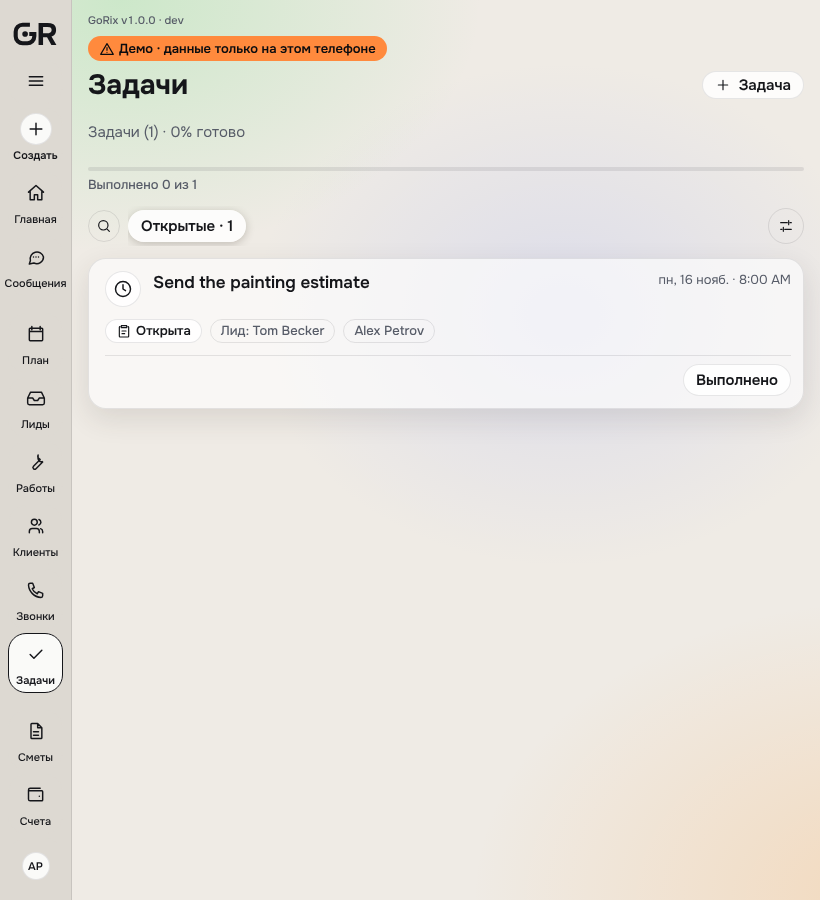 GR
GoRix v1.0.0 · dev
Демо · данные только на этом телефоне
Задачи
Задача
Задачи (1) · 0% готово
Выполнено 0 из 1
Открытые · 1
Send the painting estimate
пн, 16 нояб. · 8:00 AM
Открыта
Лид: Tom Becker
Alex Petrov
Выполнено
Создать
Главная
Сообщения
План
Лиды
Работы
Клиенты
Звонки
Задачи
Сметы
Счета
AP